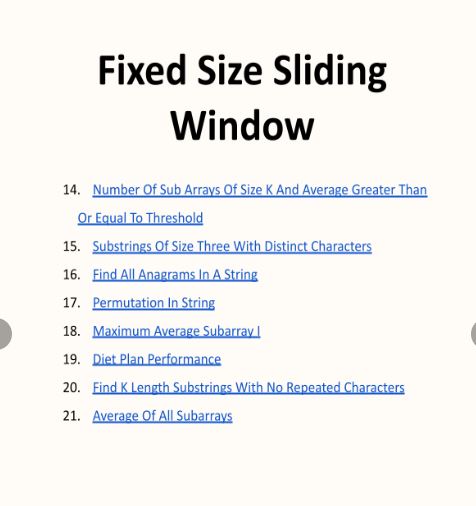 Fixed Size Sliding
Window
14. Number Of Sub Arrays Of Size K And Average Greater Than
Or Equal To Threshold
15. Substrings Of Size Three With Distinct Characters
16. Find All Anagrams In A String
17. Permutation In String
18. Maximum Average Subarray I
19. Diet Plan Performance
20. Find K Length Substrings With No Repeated Characters
21. Average Of All Subarrays